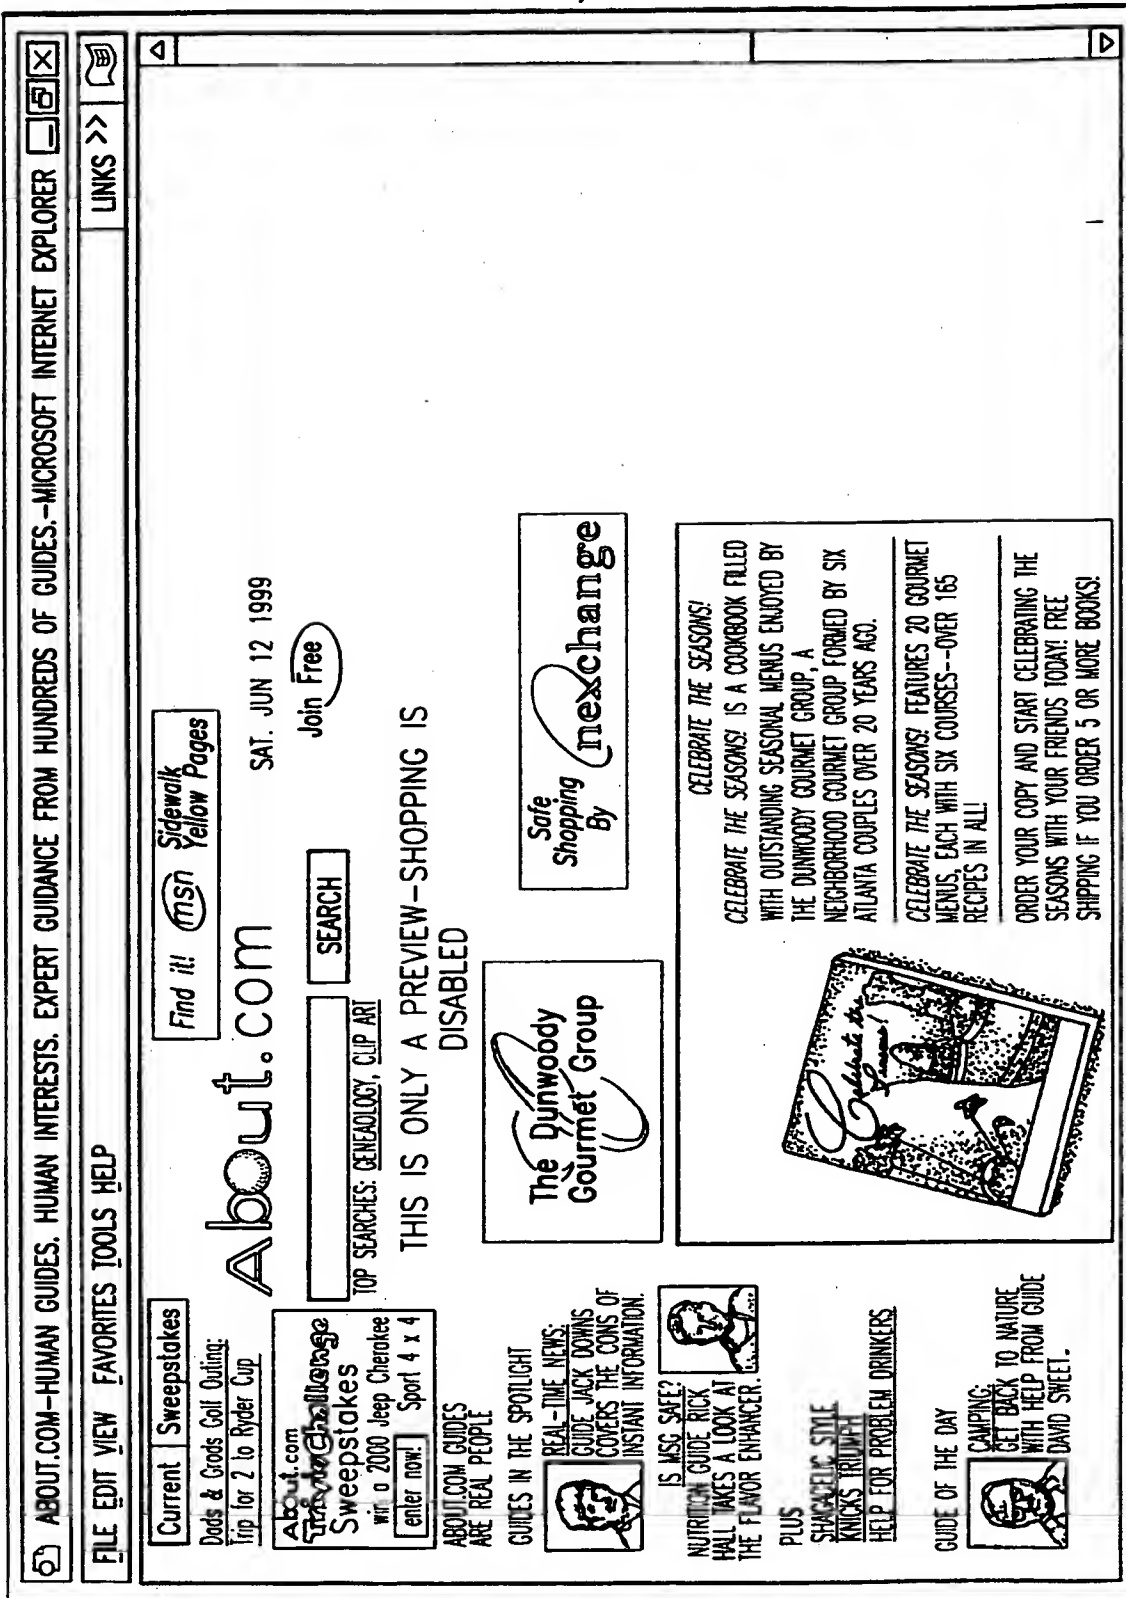 ABOUT.COM-HUMAN GUIDES. HUMAN INTERESTS. EXPERT GUIDANCE FROM HUNDREDS OF GUIDES.-MICROSOFT INTERNET EXPLORER
FILE EDIT VIEW FAVORITES TOOLS HELP
LINKS >>
Current Sweepstakes
Dads & Grads Golf Outing:
Trip for 2 to Ryder Cup
Find it! msn Sidewalk
Yellow Pages
About.com
SAT. JUN 12 1999
SEARCH
Join Free
TOP SEARCHES: GENEAOLOGY, CLIP ART
About.com
Sweepstakes
win a 2000 Jeep Cherokee
enter now! Sport 4 x 4
THIS IS ONLY A PREVIEW-SHOPPING IS
DISABLED
ABOUT.COM GUIDES
ARE REAL PEOPLE
GUIDES IN THE SPOTLIGHT
REAL-TIME NEWS:
GUIDE JACK DOWNS
COVERS THE CONS OF
INSTANT INFORMATION.
IS MSG SAFE?
NUTRITION GUIDE RICK
HALL TAKES A LOOK AT
THE FLAVOR ENHANCER.
PLUS
SHAGADELIC STYLE
KNICKS TRIUMPH
HELP FOR PROBLEM DRINKERS
GUIDE OF THE DAY
CAMPING:
GET BACK TO NATURE
WITH HELP FROM GUIDE
DAVID SWEET.
The Dunwoody
Gourmet Group
Safe
Shopping
By
nexchange
Celebrate the
Seasons!
CELEBRATE THE SEASONS!
CELEBRATE THE SEASONS! IS A COOKBOOK FILLED
WITH OUTSTANDING SEASONAL MENUS ENJOYED BY
THE DUNWOODY GOURMET GROUP, A
NEIGHBORHOOD GOURMET GROUP FORMED BY SIX
ATLANTA COUPLES OVER 20 YEARS AGO.
CELEBRATE THE SEASONS! FEATURES 20 GOURMET
MENUS, EACH WITH SIX COURSES--OVER 165
RECIPES IN ALL!
ORDER YOUR COPY AND START CELEBRATING THE
SEASONS WITH YOUR FRIENDS TODAY! FREE
SHIPPING IF YOU ORDER 5 OR MORE BOOKS!